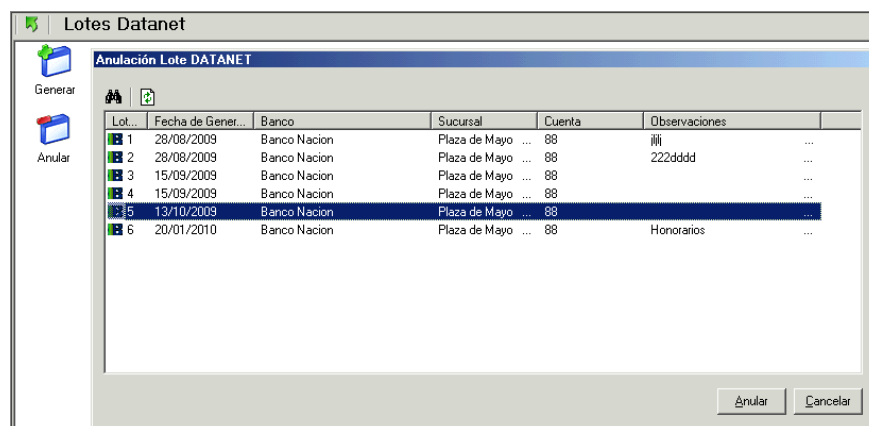 Lotes Datanet
Generar
Anular
Anulación Lote DATANET
Lot... Fecha de Gener... Banco Sucursal Cuenta Observaciones
1 28/08/2009 Banco Nacion Plaza de Mayo ... 88 jljlj ...
2 28/08/2009 Banco Nacion Plaza de Mayo ... 88 222dddd ...
3 15/09/2009 Banco Nacion Plaza de Mayo ... 88 ...
4 15/09/2009 Banco Nacion Plaza de Mayo ... 88 ...
5 13/10/2009 Banco Nacion Plaza de Mayo ... 88 ...
6 20/01/2010 Banco Nacion Plaza de Mayo ... 88 Honorarios ...
Anular Cancelar